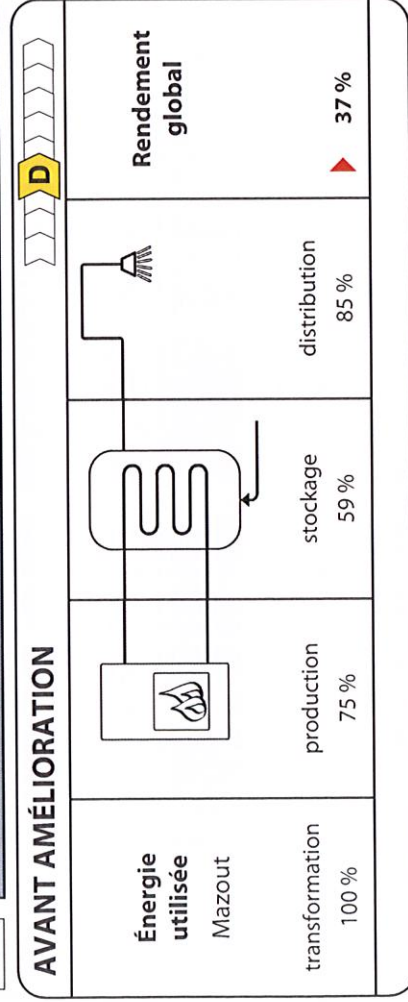 AVANT AMÉLIORATION
D
Énergie
utilisée
Mazout
transformation
100 %
production
75 %
stockage
59 %
distribution
85 %
Rendement
global
37 %